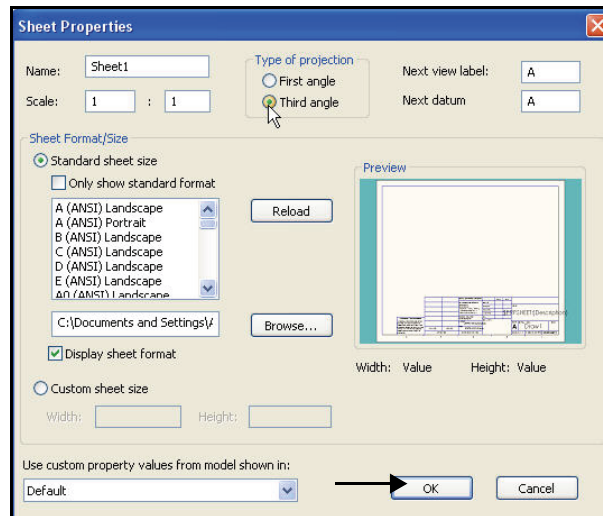 Sheet Properties
Name: Sheet1
Scale: 1 : 1
Type of projection
First angle
Third angle
Next view label: A
Next datum A
Sheet Format/Size
Standard sheet size
Only show standard format
A (ANSI) Landscape
A (ANSI) Portrait
B (ANSI) Landscape
C (ANSI) Landscape
D (ANSI) Landscape
E (ANSI) Landscape
A0 (ANSI) Landscape
Reload
C:\Documents and Settings\A
Browse...
Display sheet format
Custom sheet size
Width:
Height:
Preview
A Draw1
Width: Value Height: Value
Use custom property values from model shown in:
Default
OK
Cancel